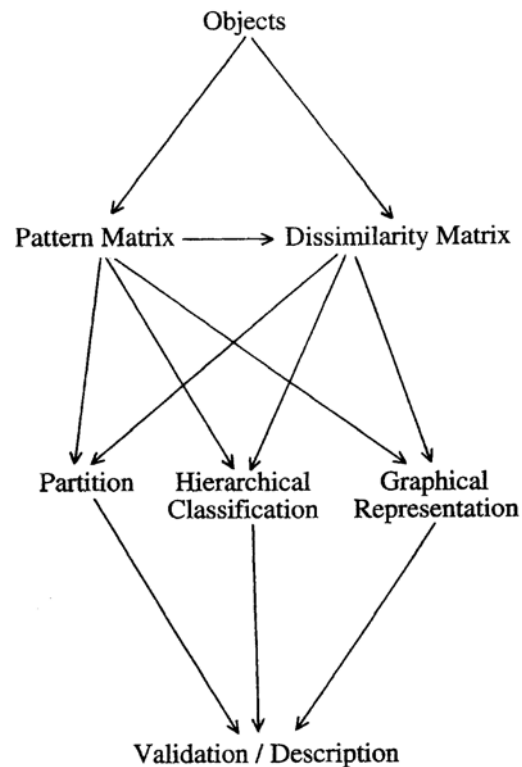 Objects
Pattern Matrix
Dissimilarity Matrix
Partition
Hierarchical
Classification
Graphical
Representation
Validation / Description